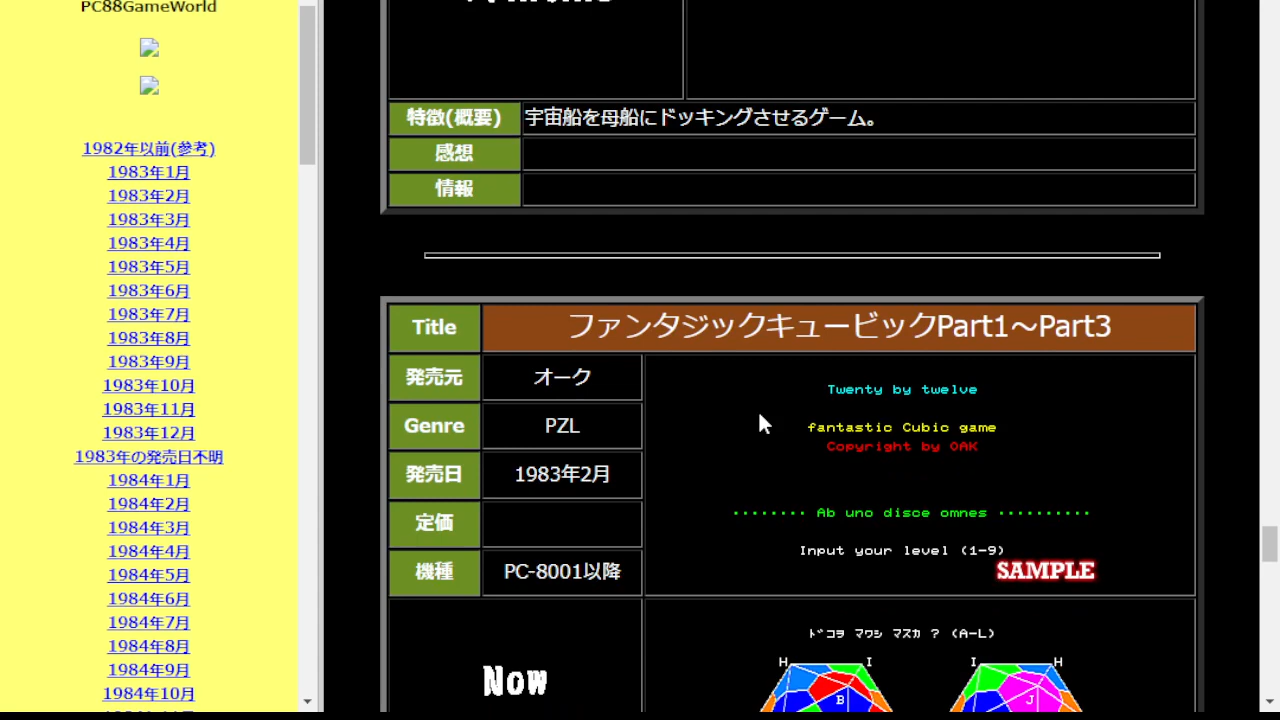 PC88GameWorld
1982年以前(参考)
1983年1月
1983年2月
1983年3月
1983年4月
1983年5月
1983年6月
1983年7月
1983年8月
1983年9月
1983年10月
1983年11月
1983年12月
1983年の発売日不明
1984年1月
1984年2月
1984年3月
1984年4月
1984年5月
1984年6月
1984年7月
1984年8月
1984年9月
1984年10月
特徴(概要) 宇宙船を母船にドッキングさせるゲーム。
感想
情報
Title ファンタジックキュービックPart1～Part3
発売元 オーク
Genre PZL
発売日 1983年2月
定価
機種 PC-8001以降
Twenty by twelve
fantastic Cubic game
Copyright by OAK
········ Ab uno disce omnes ··········
Input your level (1-9)
SAMPLE
Now
ﾄﾞｺｦ ﾏﾜｼ ﾏｽｶ ? (A-L)
H I I H
B J